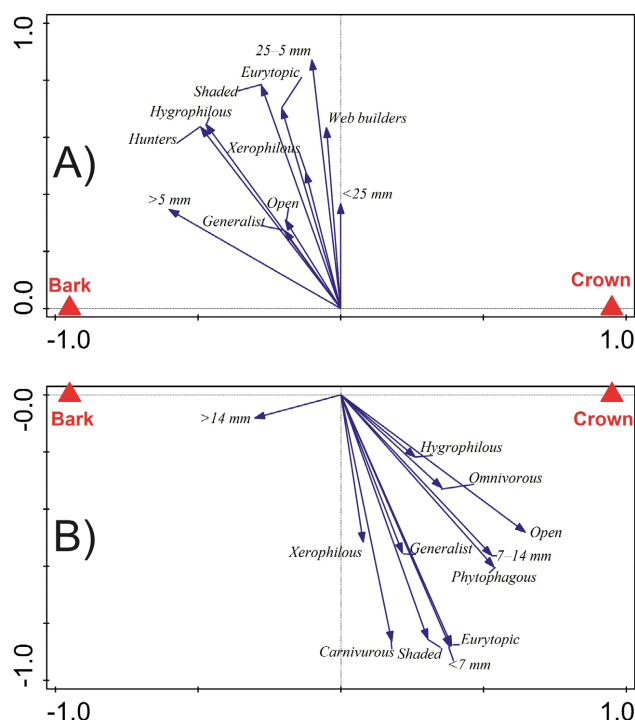 1.0
25–5 mm
Eurytopic
Shaded
Hygrophilous
Web builders
Hunters
Xerophilous
A)
>5 mm
<25 mm
Open
Generalist
Bark
Crown
0.0
-1.0
1.0
-0.0
Bark
Crown
>14 mm
Hygrophilous
Omnivorous
Open
B)
Xerophilous
Generalist
7–14 mm
Phytophagous
Eurytopic
Carnivurous
Shaded
<7 mm
-1.0
-1.0
1.0